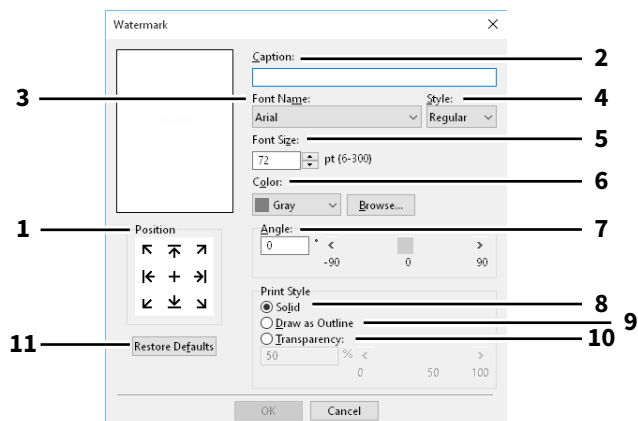 Watermark
Caption:
2
3
Font Name:
Style:
4
Arial
Regular
Font Size:
5
72
pt (6-300)
Color:
6
Gray
Browse...
1
Position
Angle:
7
0 °
<
>
-90
0
90
Print Style
Solid
8
Draw as Outline
9
Transparency:
10
11
Restore Defaults
50 %
<
>
0
50
100
OK
Cancel